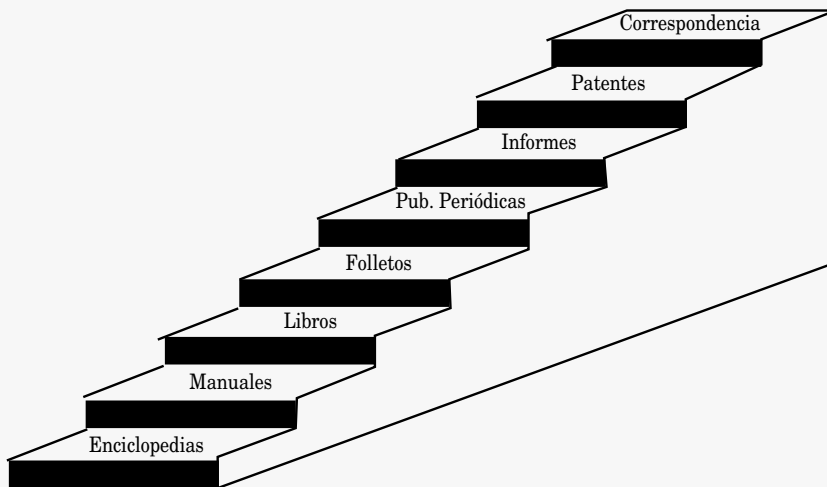 Correspondencia
Patentes
Informes
Pub. Periódicas
Folletos
Libros
Manuales
Enciclopedias